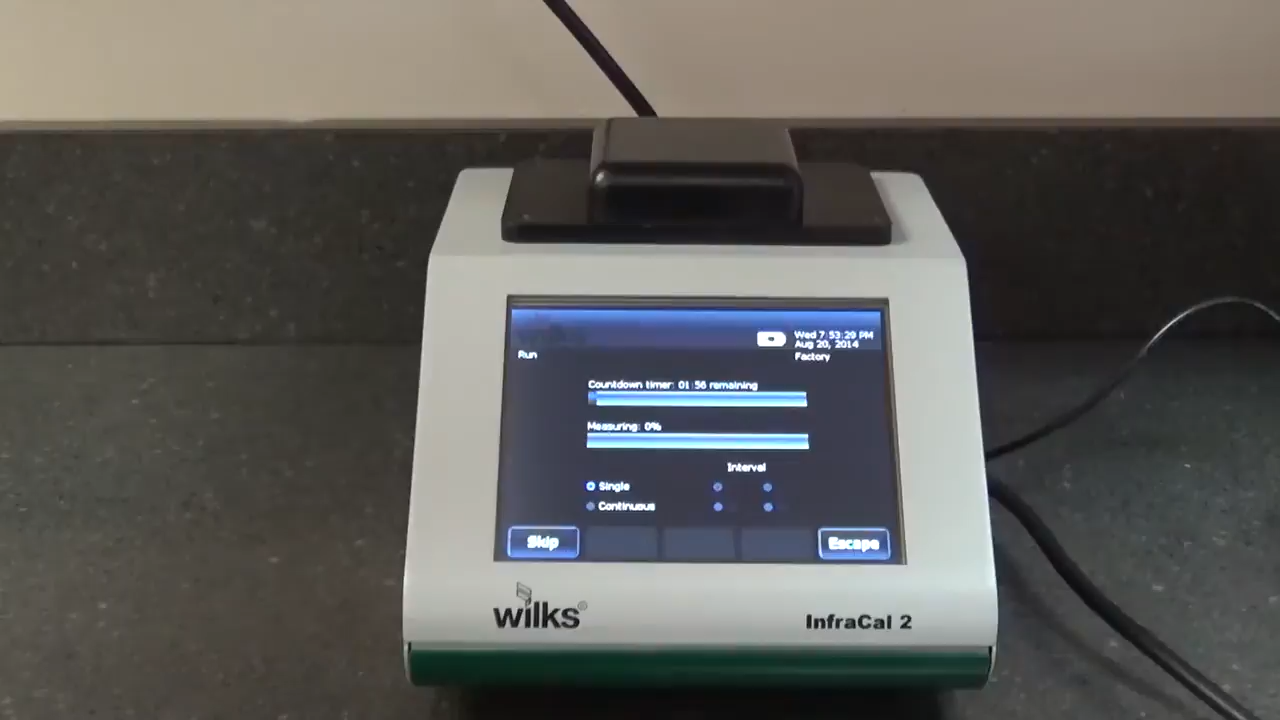 Wed 7:53:29 PM
Aug 20, 2014
Run
Factory
Countdown timer: 01:56 remaining
Measuring: 0%
Interval
Single
Continuous
Skip
Escape
wilks®
InfraCal 2